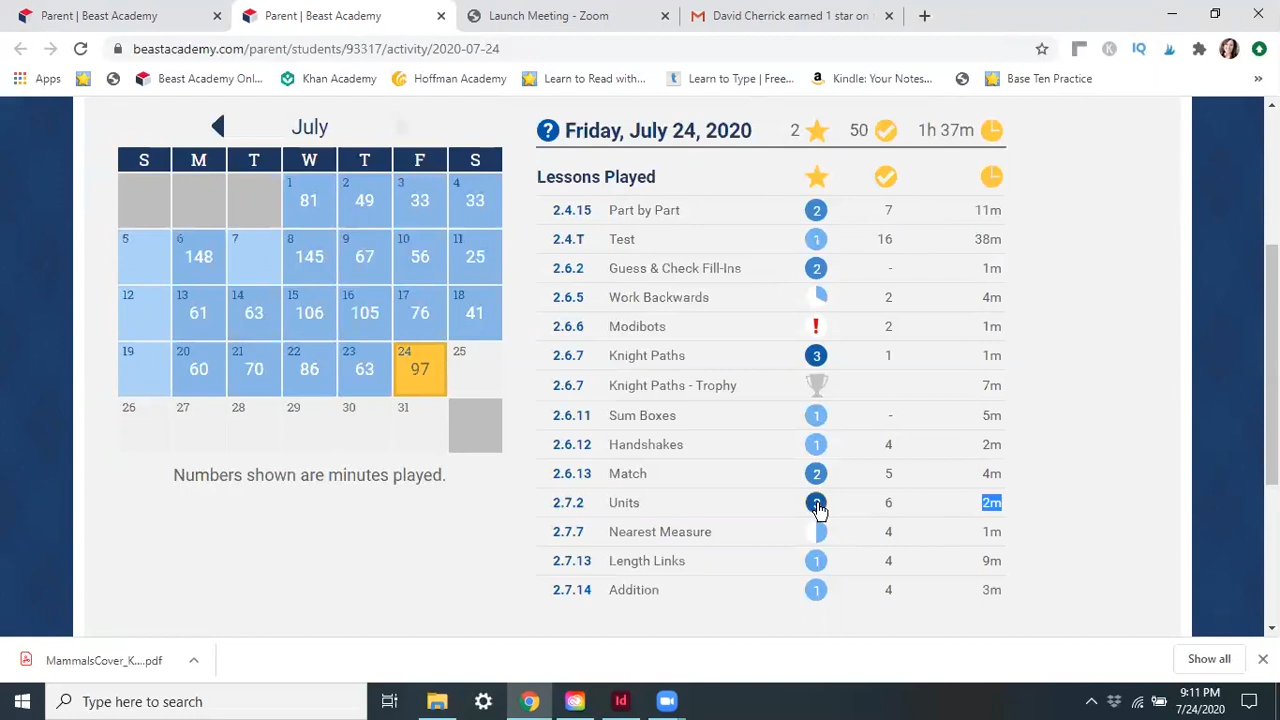 Parent | Beast Academy
Parent | Beast Academy
Launch Meeting - Zoom
David Cherrick earned 1 star on
beastacademy.com/parent/students/93317/activity/2020-07-24
K
IQ
Apps
Beast Academy Onl...
Khan Academy
Hoffman Academy
Learn to Read with...
Learn to Type | Free...
Kindle: Your Notes...
Base Ten Practice
»
July
S M T W T F S
1 2 3 4
81 49 33 33
5 6 7 8 9 10 11
148 145 67 56 25
12 13 14 15 16 17 18
61 63 106 105 76 41
19 20 21 22 23 24 25
60 70 86 63 97
26 27 28 29 30 31
Numbers shown are minutes played.
? Friday, July 24, 2020 2 50 1h 37m
Lessons Played
2.4.15 Part by Part 2 7 11m
2.4.T Test 1 16 38m
2.6.2 Guess & Check Fill-Ins 2 - 1m
2.6.5 Work Backwards 2 4m
2.6.6 Modibots ! 2 1m
2.6.7 Knight Paths 3 1 1m
2.6.7 Knight Paths - Trophy 7m
2.6.11 Sum Boxes 1 - 5m
2.6.12 Handshakes 1 4 2m
2.6.13 Match 2 5 4m
2.7.2 Units 6 2m
2.7.7 Nearest Measure 4 1m
2.7.13 Length Links 1 4 9m
2.7.14 Addition 1 4 3m
MammalsCover_K....pdf
Show all
Type here to search
Id
9:11 PM
7/24/2020